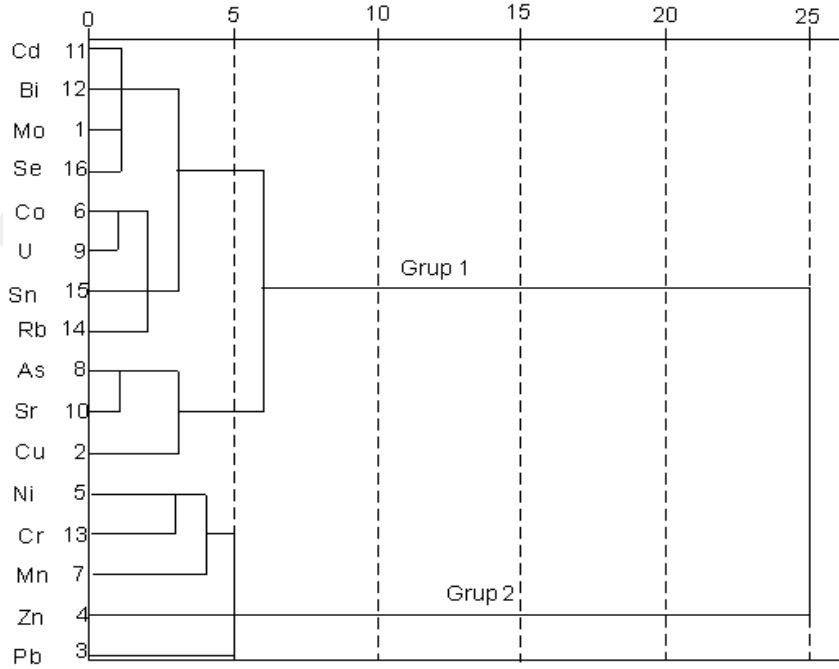 0 5 10 15 20 25
Cd 11
Bi 12
Mo 1
Se 16
Co 6
U 9
Grup 1
Sn 15
Rb 14
As 8
Sr 10
Cu 2
Ni 5
Cr 13
Mn 7
Grup 2
Zn 4
Pb 3